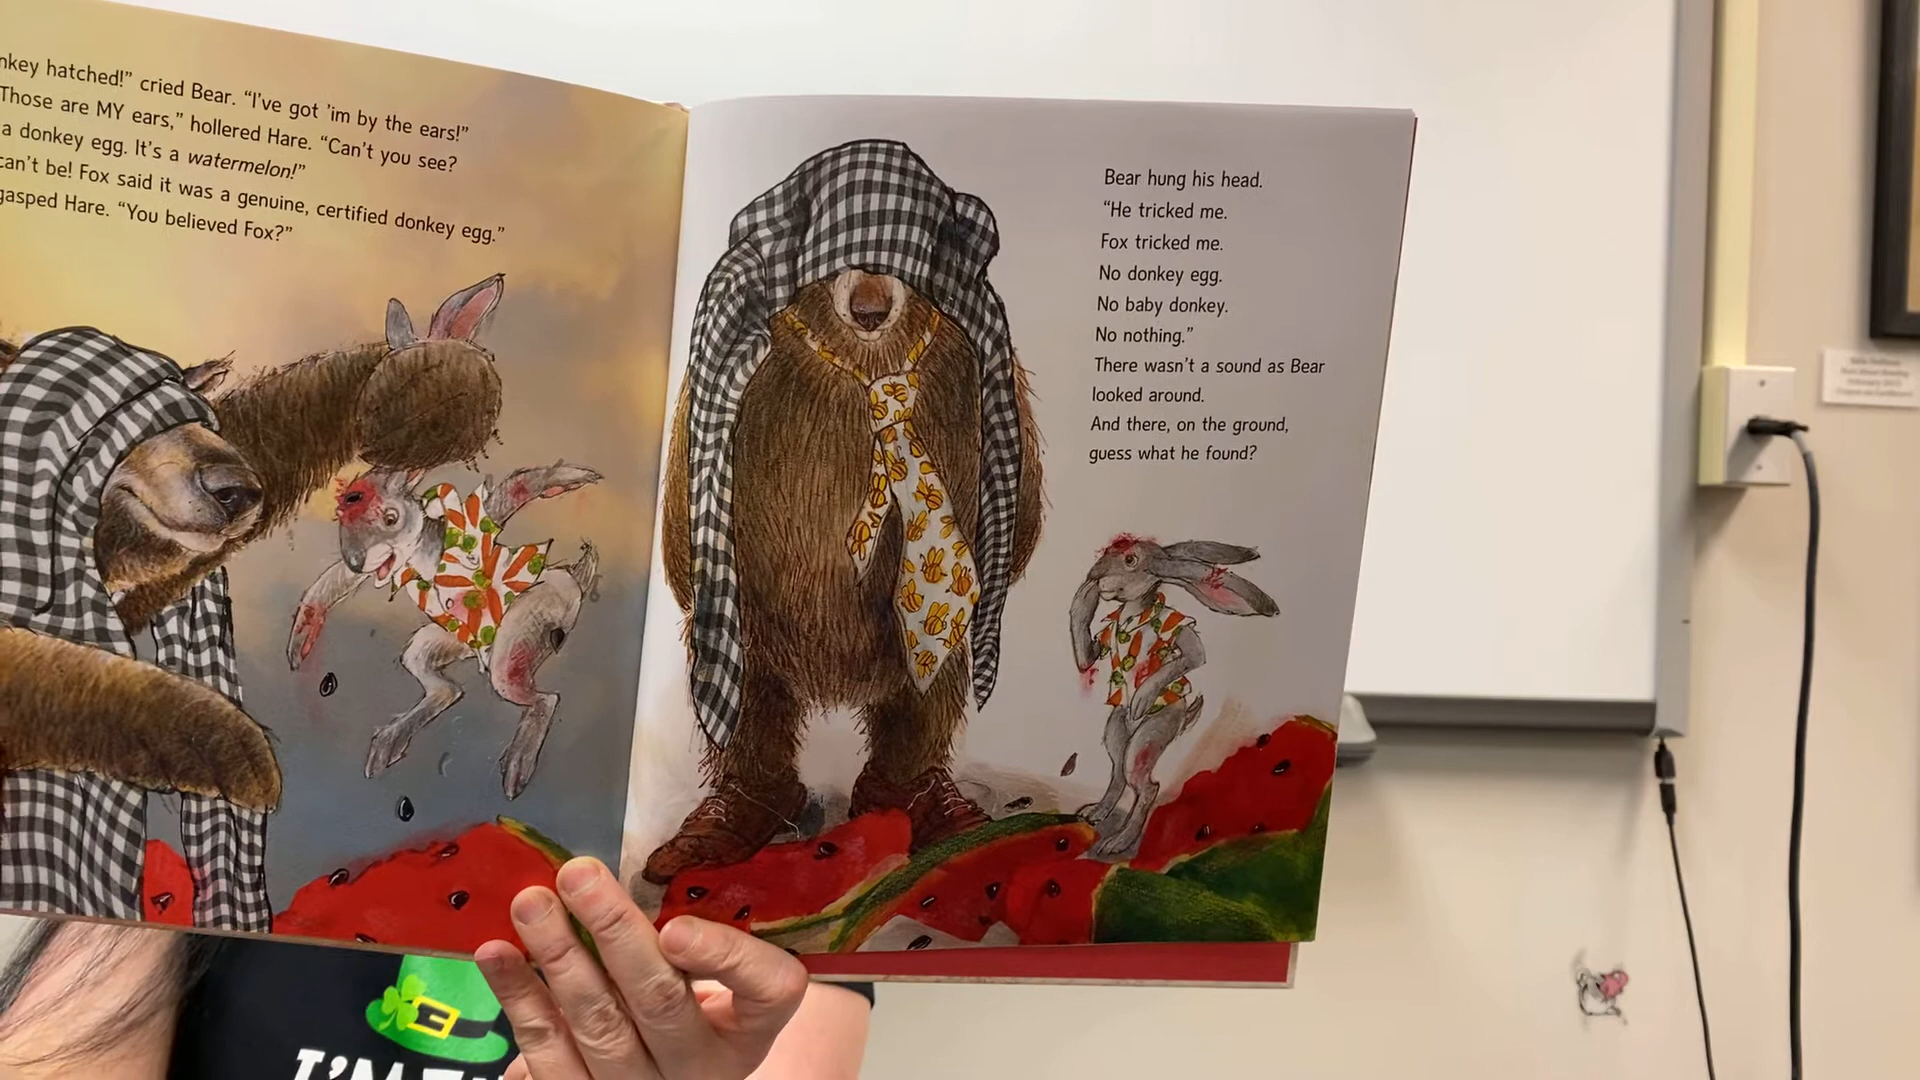 hatched!” cried Bear. “I’ve got ’im by the ears!”
Those are MY ears,” hollered Hare. “Can’t you see?
a donkey egg. It’s a watermelon!”
can’t be! Fox said it was a genuine, certified donkey egg.”
gasped Hare. “You believed Fox?”
Bear hung his head.
“He tricked me.
Fox tricked me.
No donkey egg.
No baby donkey.
No nothing.”
There wasn’t a sound as Bear
looked around.
And there, on the ground,
guess what he found?
I’M